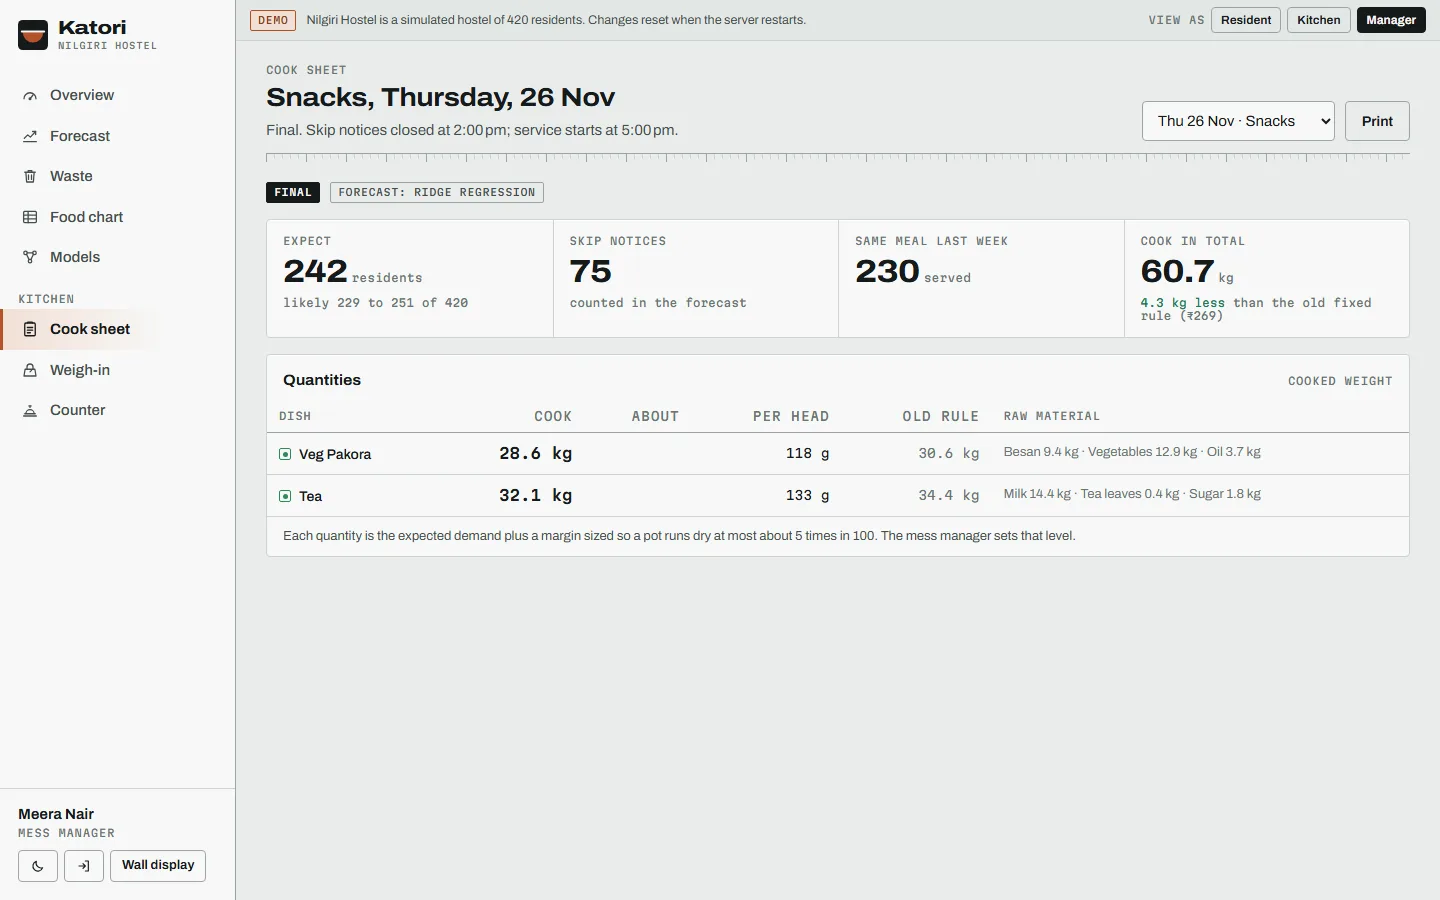 Katori
NILGIRI HOSTEL
Overview
Forecast
Waste
Food chart
Models
KITCHEN
Cook sheet
Weigh-in
Counter
Meera Nair
MESS MANAGER
Wall display
DEMO Nilgiri Hostel is a simulated hostel of 420 residents. Changes reset when the server restarts. VIEW AS Resident Kitchen Manager
COOK SHEET
Snacks, Thursday, 26 Nov
Final. Skip notices closed at 2:00 pm; service starts at 5:00 pm.
Thu 26 Nov · Snacks Print
FINAL FORECAST: RIDGE REGRESSION
EXPECT
242 residents
likely 229 to 251 of 420
SKIP NOTICES
75
counted in the forecast
SAME MEAL LAST WEEK
230 served
COOK IN TOTAL
60.7 kg
4.3 kg less than the old fixed
rule (₹269)
Quantities COOKED WEIGHT
DISH COOK ABOUT PER HEAD OLD RULE RAW MATERIAL
Veg Pakora 28.6 kg 118 g 30.6 kg Besan 9.4 kg · Vegetables 12.9 kg · Oil 3.7 kg
Tea 32.1 kg 133 g 34.4 kg Milk 14.4 kg · Tea leaves 0.4 kg · Sugar 1.8 kg
Each quantity is the expected demand plus a margin sized so a pot runs dry at most about 5 times in 100. The mess manager sets that level.